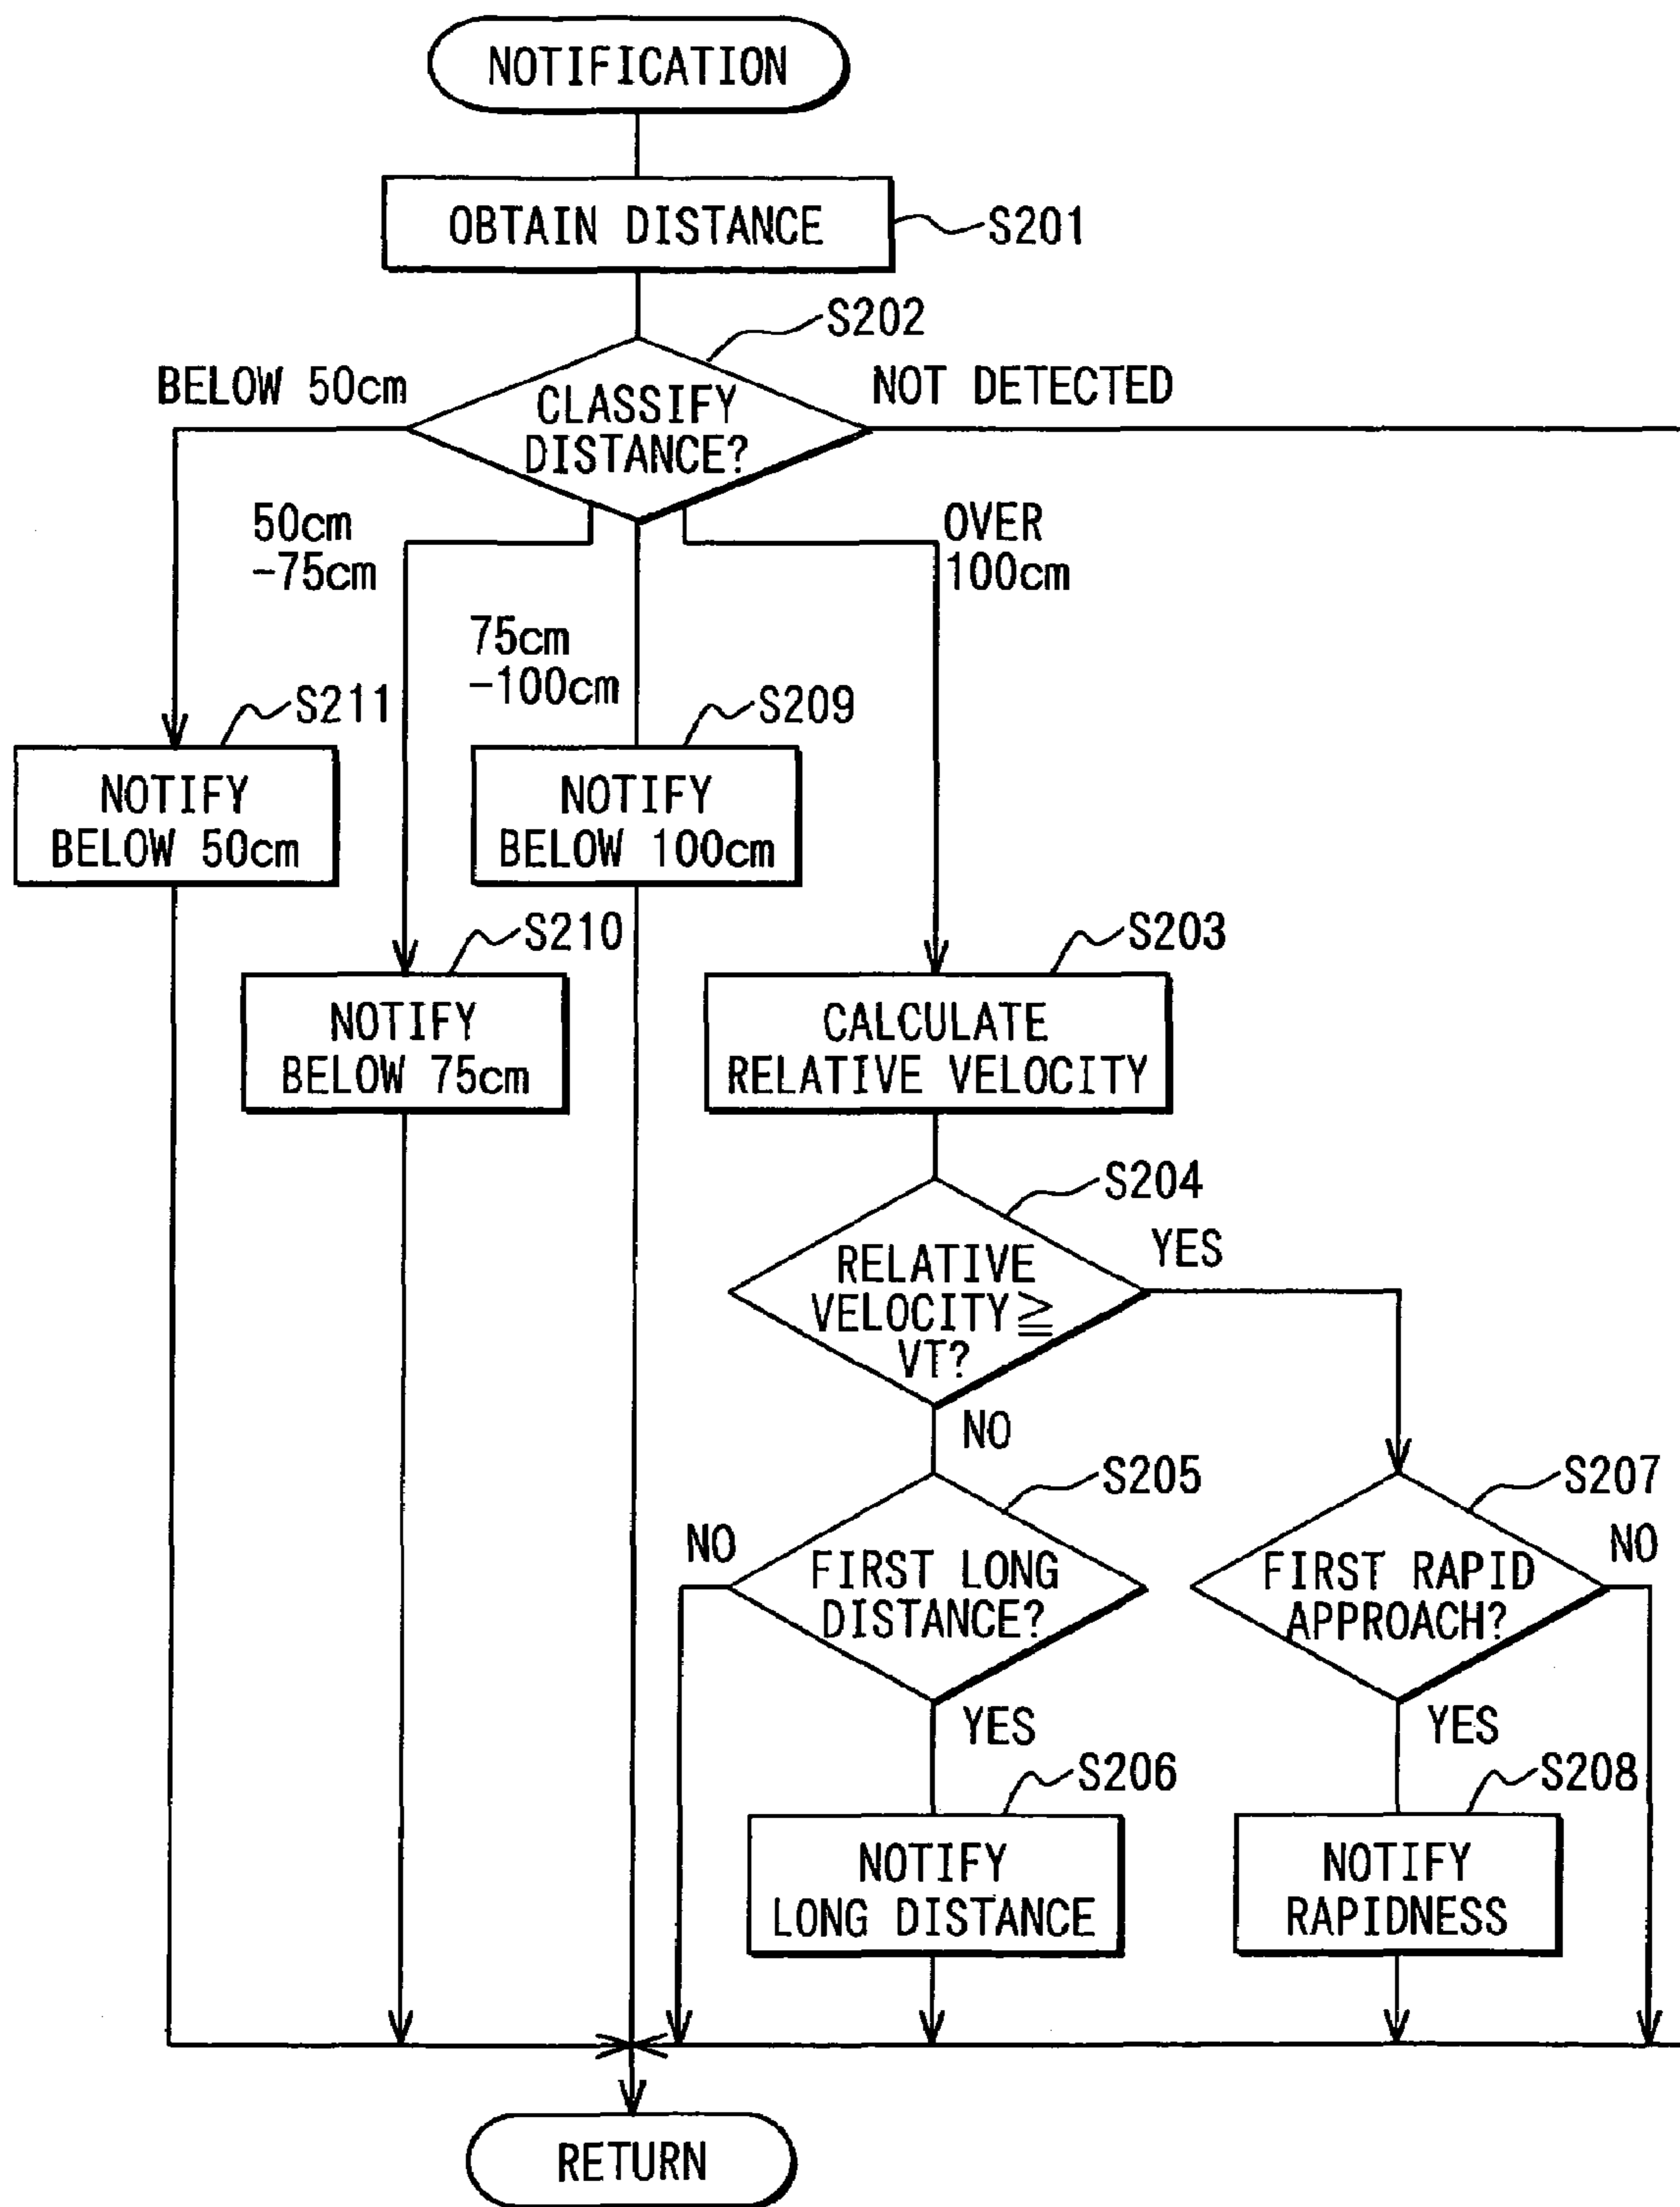 NOTIFICATION
OBTAIN DISTANCE
S201
S202
BELOW 50cm
CLASSIFY
DISTANCE?
NOT DETECTED
50cm
-75cm
75cm
-100cm
OVER
100cm
S211
NOTIFY
BELOW 50cm
S209
NOTIFY
BELOW 100cm
S210
NOTIFY
BELOW 75cm
S203
CALCULATE
RELATIVE VELOCITY
S204
RELATIVE
VELOCITY≧
VT?
YES
NO
S205
FIRST LONG
DISTANCE?
NO
YES
S207
FIRST RAPID
APPROACH?
NO
YES
S206
NOTIFY
LONG DISTANCE
S208
NOTIFY
RAPIDNESS
RETURN